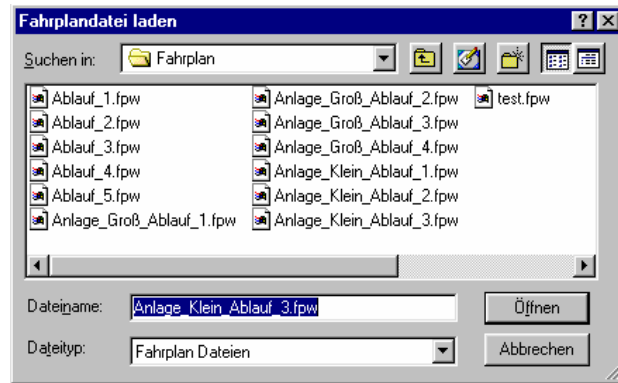 Fahrplandatei laden
Suchen in: Fahrplan
Ablauf_1.fpw Anlage_Groß_Ablauf_2.fpw test.fpw
Ablauf_2.fpw Anlage_Groß_Ablauf_3.fpw
Ablauf_3.fpw Anlage_Groß_Ablauf_4.fpw
Ablauf_4.fpw Anlage_Klein_Ablauf_1.fpw
Ablauf_5.fpw Anlage_Klein_Ablauf_2.fpw
Anlage_Groß_Ablauf_1.fpw Anlage_Klein_Ablauf_3.fpw
Dateiname: Anlage_Klein_Ablauf_3.fpw Öffnen
Dateityp: Fahrplan Dateien Abbrechen